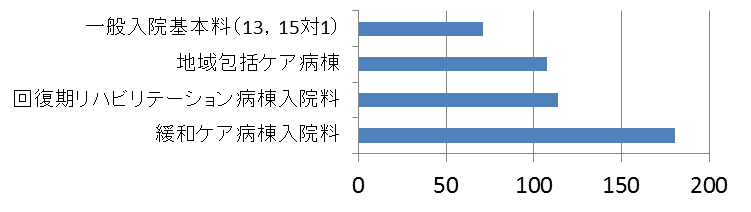 一般入院基本料（13，15対1）
地域包括ケア病棟
回復期リハビリテーション病棟入院料
緩和ケア病棟入院料
0 50 100 150 200